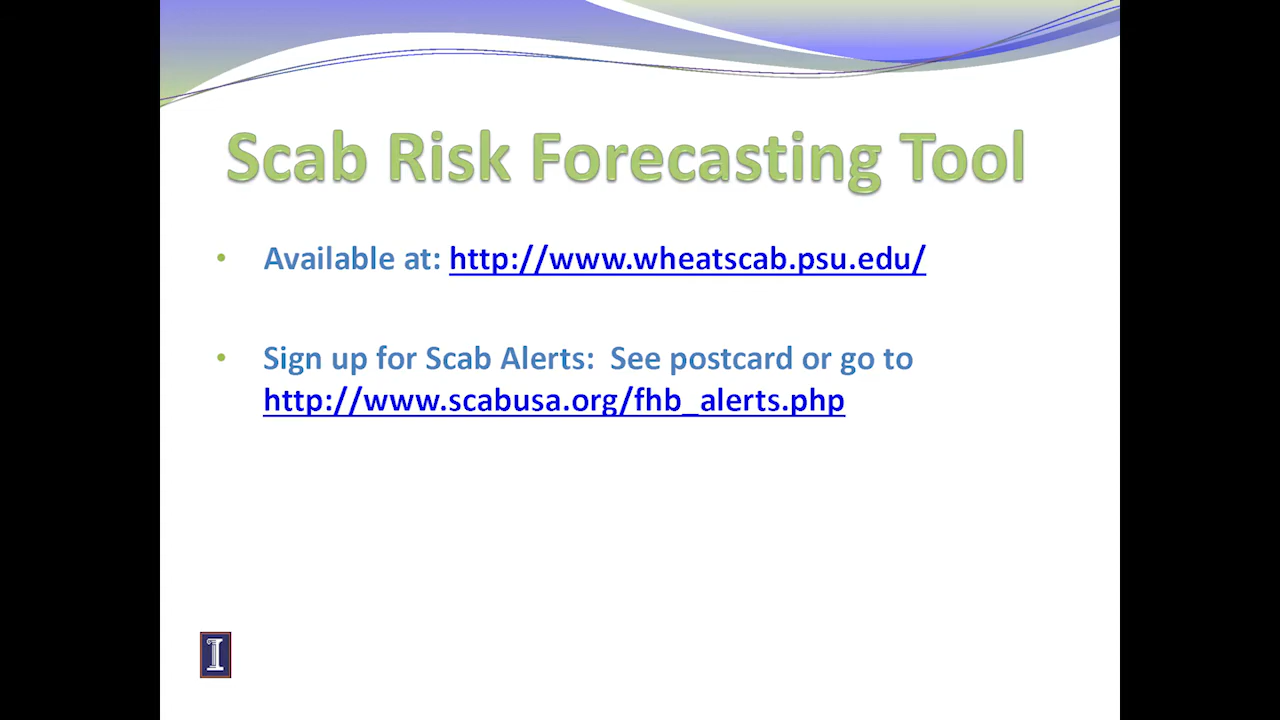 Scab Risk Forecasting Tool
• Available at: http://www.wheatscab.psu.edu/
• Sign up for Scab Alerts: See postcard or go to
http://www.scabusa.org/fhb_alerts.php
I